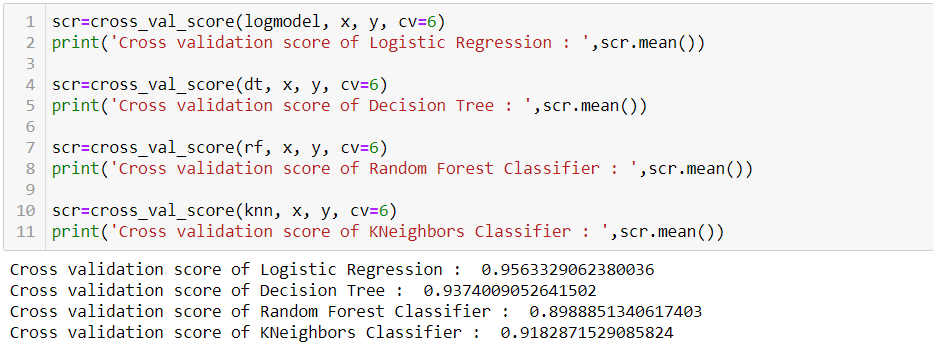 1 scr=cross_val_score(logmodel, x, y, cv=6)
2 print('Cross validation score of Logistic Regression : ',scr.mean())
3
4 scr=cross_val_score(dt, x, y, cv=6)
5 print('Cross validation score of Decision Tree : ',scr.mean())
6
7 scr=cross_val_score(rf, x, y, cv=6)
8 print('Cross validation score of Random Forest Classifier : ',scr.mean())
9
10 scr=cross_val_score(knn, x, y, cv=6)
11 print('Cross validation score of KNeighbors Classifier : ',scr.mean())
Cross validation score of Logistic Regression :  0.9563329062380036
Cross validation score of Decision Tree :  0.9374009052641502
Cross validation score of Random Forest Classifier :  0.8988851340617403
Cross validation score of KNeighbors Classifier :  0.9182871529085824